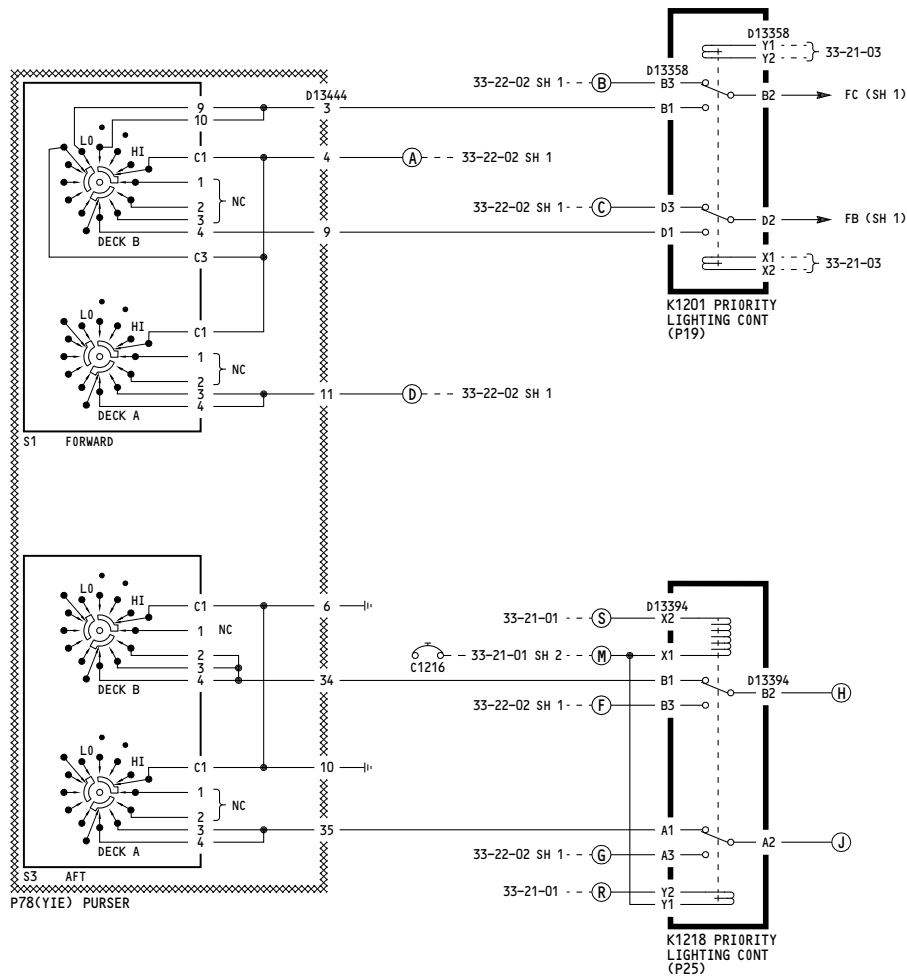 D13358
Y1
Y2
33-21-03
33-22-02 SH 1
B
D13358
B3
B2
FC (SH 1)
D13444
9
10
3
B1
LO
HI
C1
4
A
33-22-02 SH 1
1
NC
2
3
4
DECK B
33-22-02 SH 1
C
D3
D2
FB (SH 1)
9
D1
C3
X1
X2
33-21-03
K1201 PRIORITY
LIGHTING CONT
(P19)
LO
HI
C1
1
NC
2
3
4
DECK A
11
D
33-22-02 SH 1
S1 FORWARD
LO
HI
C1
6
1 NC
2
3
4
DECK B
34
33-21-01
S
D13394
X2
C1216
33-21-01 SH 2
M
X1
B1
D13394
B2
H
33-22-02 SH 1
F
B3
LO
HI
C1
10
1
NC
2
3
4
DECK A
35
A1
A2
J
33-22-02 SH 1
G
A3
33-21-01
R
Y2
Y1
S3 AFT
P78(YIE) PURSER
K1218 PRIORITY
LIGHTING CONT
(P25)